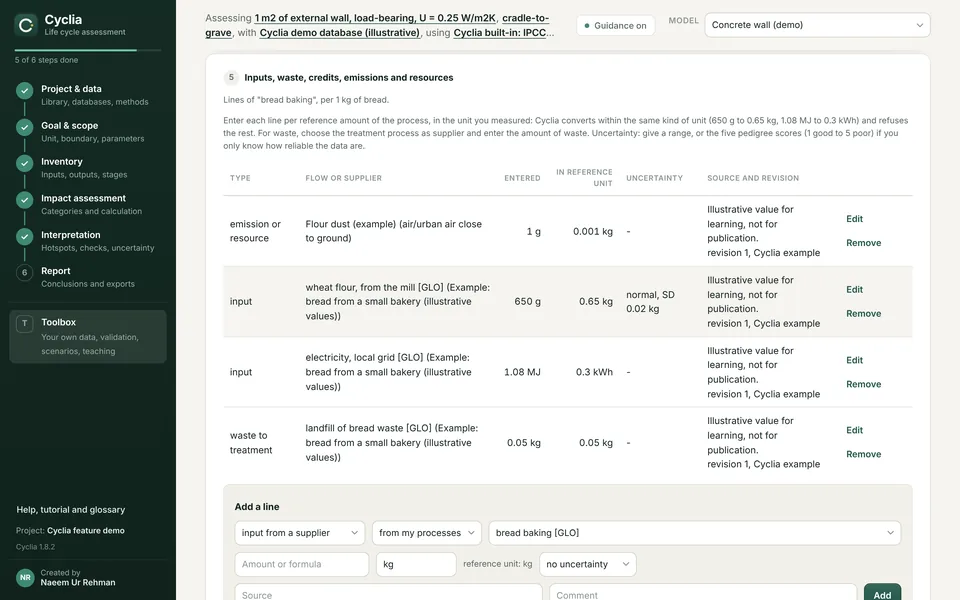 Cyclia
Life cycle assessment
5 of 6 steps done
Project & data
Library, databases, methods
Goal & scope
Unit, boundary, parameters
Inventory
Inputs, outputs, stages
Impact assessment
Categories and calculation
Interpretation
Hotspots, checks, uncertainty
6
Report
Conclusions and exports
T
Toolbox
Your own data, validation,
scenarios, teaching
Help, tutorial and glossary
Project: Cyclia feature demo
Cyclia 1.8.2
NR
Created by
Naeem Ur Rehman
Assessing 1 m2 of external wall, load-bearing, U = 0.25 W/m2K, cradle-to-
grave, with Cyclia demo database (illustrative), using Cyclia built-in: IPCC...
Guidance on
MODEL
Concrete wall (demo)
5 Inputs, waste, credits, emissions and resources
Lines of "bread baking", per 1 kg of bread.
Enter each line per reference amount of the process, in the unit you measured: Cyclia converts within the same kind of unit (650 g to 0.65 kg, 1.08 MJ to 0.3 kWh) and refuses
the rest. For waste, choose the treatment process as supplier and enter the amount of waste. Uncertainty: give a range, or the five pedigree scores (1 good to 5 poor) if you
only know how reliable the data are.
TYPE FLOW OR SUPPLIER ENTERED IN REFERENCE UNIT UNCERTAINTY SOURCE AND REVISION
emission or
resource
Flour dust (example) (air/urban air close
to ground)
1 g
0.001 kg
-
Illustrative value for
learning, not for
publication.
revision 1, Cyclia example
Edit
Remove
input
wheat flour, from the mill [GLO] (Example:
bread from a small bakery (illustrative
values))
650 g
0.65 kg
normal, SD
0.02 kg
Illustrative value for
learning, not for
publication.
revision 1, Cyclia example
Edit
Remove
input
electricity, local grid [GLO] (Example:
bread from a small bakery (illustrative
values))
1.08 MJ
0.3 kWh
-
Illustrative value for
learning, not for
publication.
revision 1, Cyclia example
Edit
Remove
waste to
treatment
landfill of bread waste [GLO] (Example:
bread from a small bakery (illustrative
values))
0.05 kg
0.05 kg
-
Illustrative value for
learning, not for
publication.
revision 1, Cyclia example
Edit
Remove
Add a line
input from a supplier
from my processes
bread baking [GLO]
Amount or formula
kg
reference unit: kg
no uncertainty
Source
Comment
Add